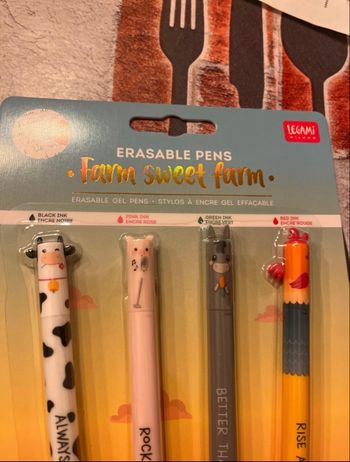 LEGAMI
MILANO
ERASABLE PENS
• Farm sweet farm •
ERASABLE GEL PENS - STYLOS À ENCRE GEL EFFAÇABLE
BLACK INK
ENCRE NOIRE
PINK INK
ENCRE ROSE
GREEN INK
ENCRE VERT
RED INK
ENCRE ROUGE
ALWAYS
ROCK
BETTER THA
RISE A